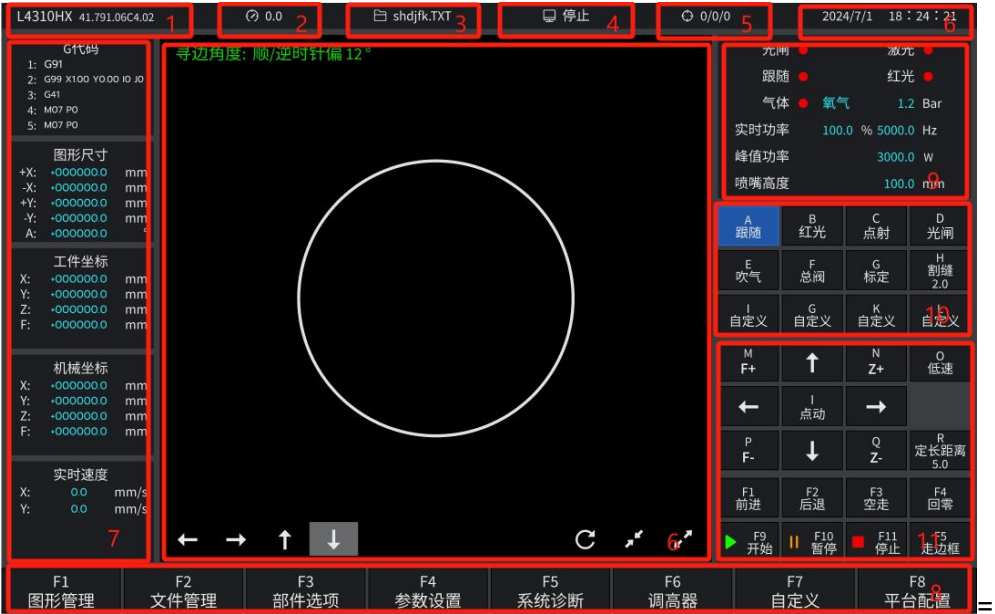 L4310HX 41.791.06C4.02 1
0.0 2
shdjfk.TXT 3
停止 4
0/0/0 5
2024/7/1 18：24：21 6
G代码
1: G91
2: G99 X1.00 Y0.00 I0 J0
3: G41
4: M07 P0
5: M07 P0
图形尺寸
+X: +000000.0 mm
-X: +000000.0 mm
+Y: +000000.0 mm
-Y: +000000.0 mm
A: +000000.0 °
工件坐标
X: +000000.0 mm
Y: +000000.0 mm
Z: +000000.0 mm
F: +000000.0 mm
机械坐标
X: +000000.0 mm
Y: +000000.0 mm
Z: +000000.0 mm
F: +000000.0 mm
实时速度
X: 0.0 mm/s
Y: 0.0 mm/s
7
寻边角度: 顺/逆时针偏 12°
6
光闸 激光
跟随 红光
气体 氧气 1.2 Bar
实时功率 100.0 % 5000.0 Hz
峰值功率 3000.0 W
喷嘴高度 100.0 mm
9
A 跟随
B 红光
C 点射
D 光闸
E 吹气
F 总阀
G 标定
H 割缝 2.0
I 自定义
G 自定义
K 自定义
自定义
10
M F+
↑
N Z+
O 低速
←
I 点动
→
P F-
↓
Q Z-
R 定长距离 5.0
F1 前进
F2 后退
F3 空走
F4 回零
F9 开始
F10 暂停
F11 停止
F5 走边框
11
F1 图形管理
F2 文件管理
F3 部件选项
F4 参数设置
F5 系统诊断
F6 调高器
F7 自定义
F8 平台配置
8
=